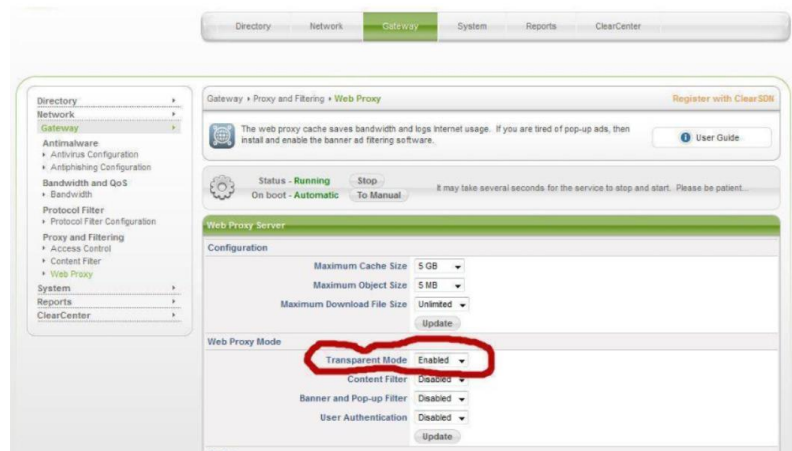 Directory Network Gateway System Reports ClearCenter
Directory
Network
Gateway
Antimalware
Antivirus Configuration
Antiphishing Configuration
Bandwidth and QoS
Bandwidth
Protocol Filter
Protocol Filter Configuration
Proxy and Filtering
Access Control
Content Filter
Web Proxy
System
Reports
ClearCenter
Gateway Proxy and Filtering Web Proxy Register with ClearSDN
The web proxy cache saves bandwidth and logs Internet usage. If you are tired of pop-up ads, then
install and enable the banner ad filtering software.
User Guide
Status - Running Stop
On boot - Automatic To Manual
It may take several seconds for the service to stop and start. Please be patient...
Web Proxy Server
Configuration
Maximum Cache Size 5 GB
Maximum Object Size 5 MB
Maximum Download File Size Unlimited
Update
Web Proxy Mode
Transparent Mode Enabled
Content Filter Disabled
Banner and Pop-up Filter Disabled
User Authentication Disabled
Update